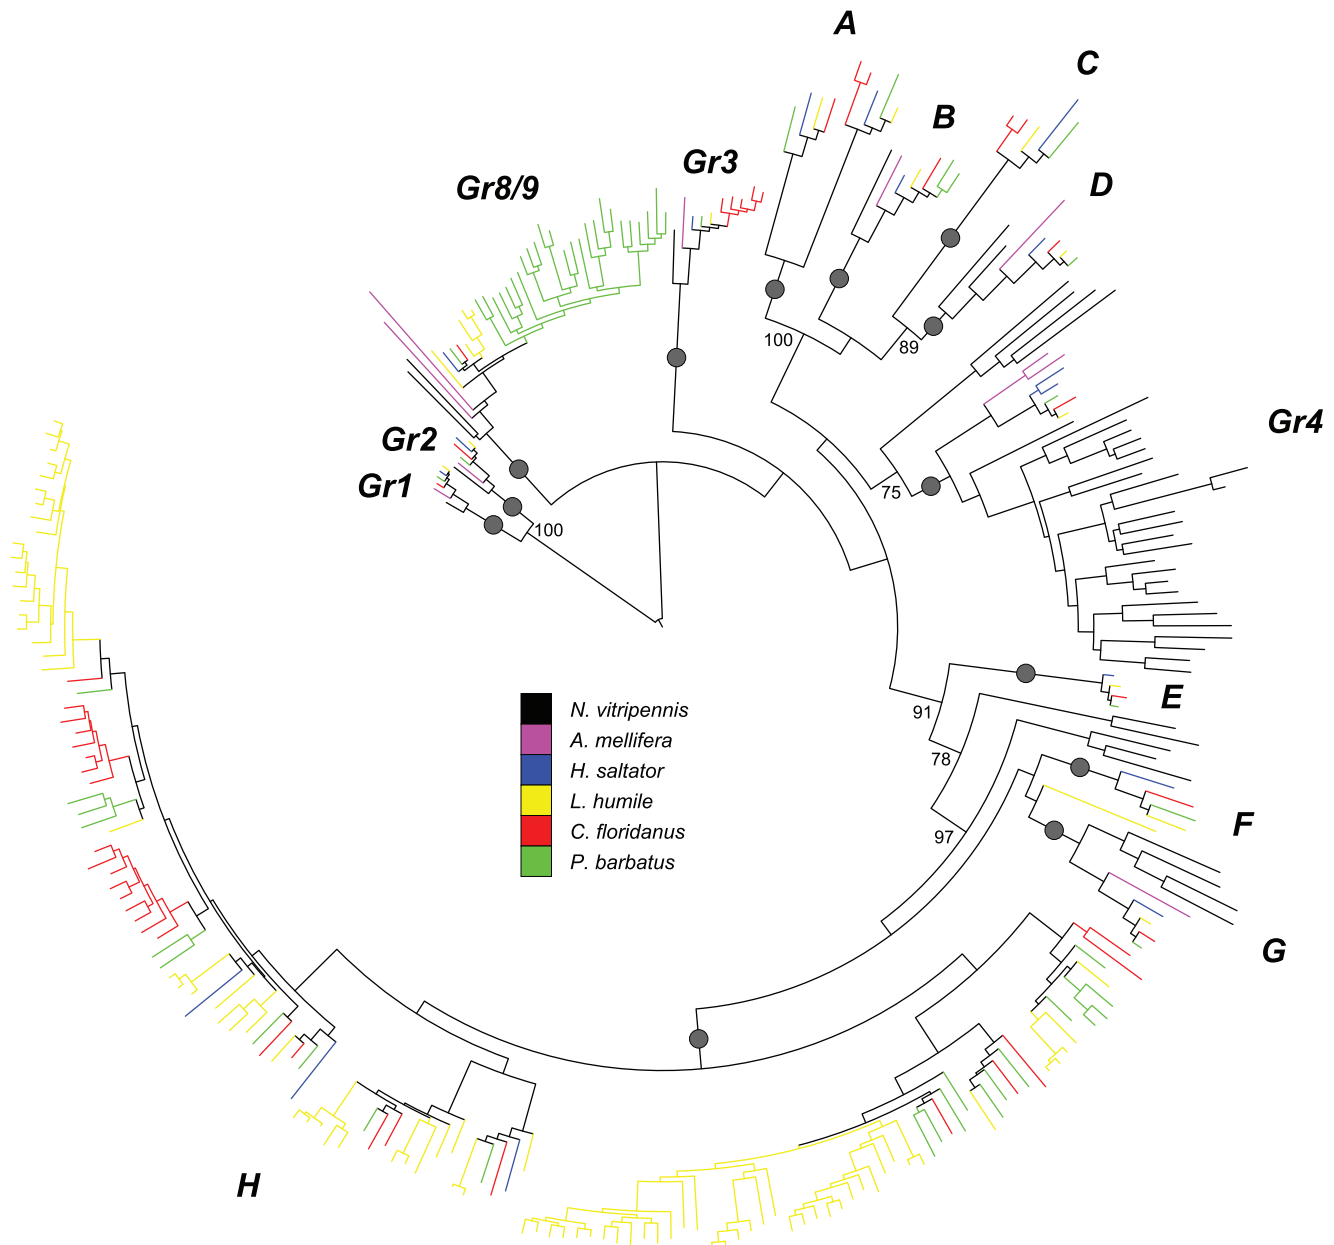 A
C
B
Gr3
Gr8/9
D
100
89
Gr4
Gr2
Gr1
75
100
E
N. vitripennis
91
A. mellifera
78
H. saltator
L. humile
F
C. floridanus
97
P. barbatus
G
H